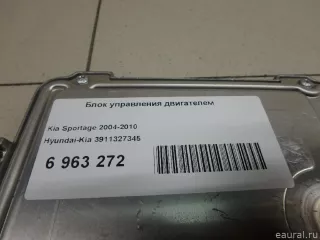 Блок управления двигателем
Kia Sportage 2004-2010
Hyundai-Kia 3911327345
6 963 272
eaural.ru